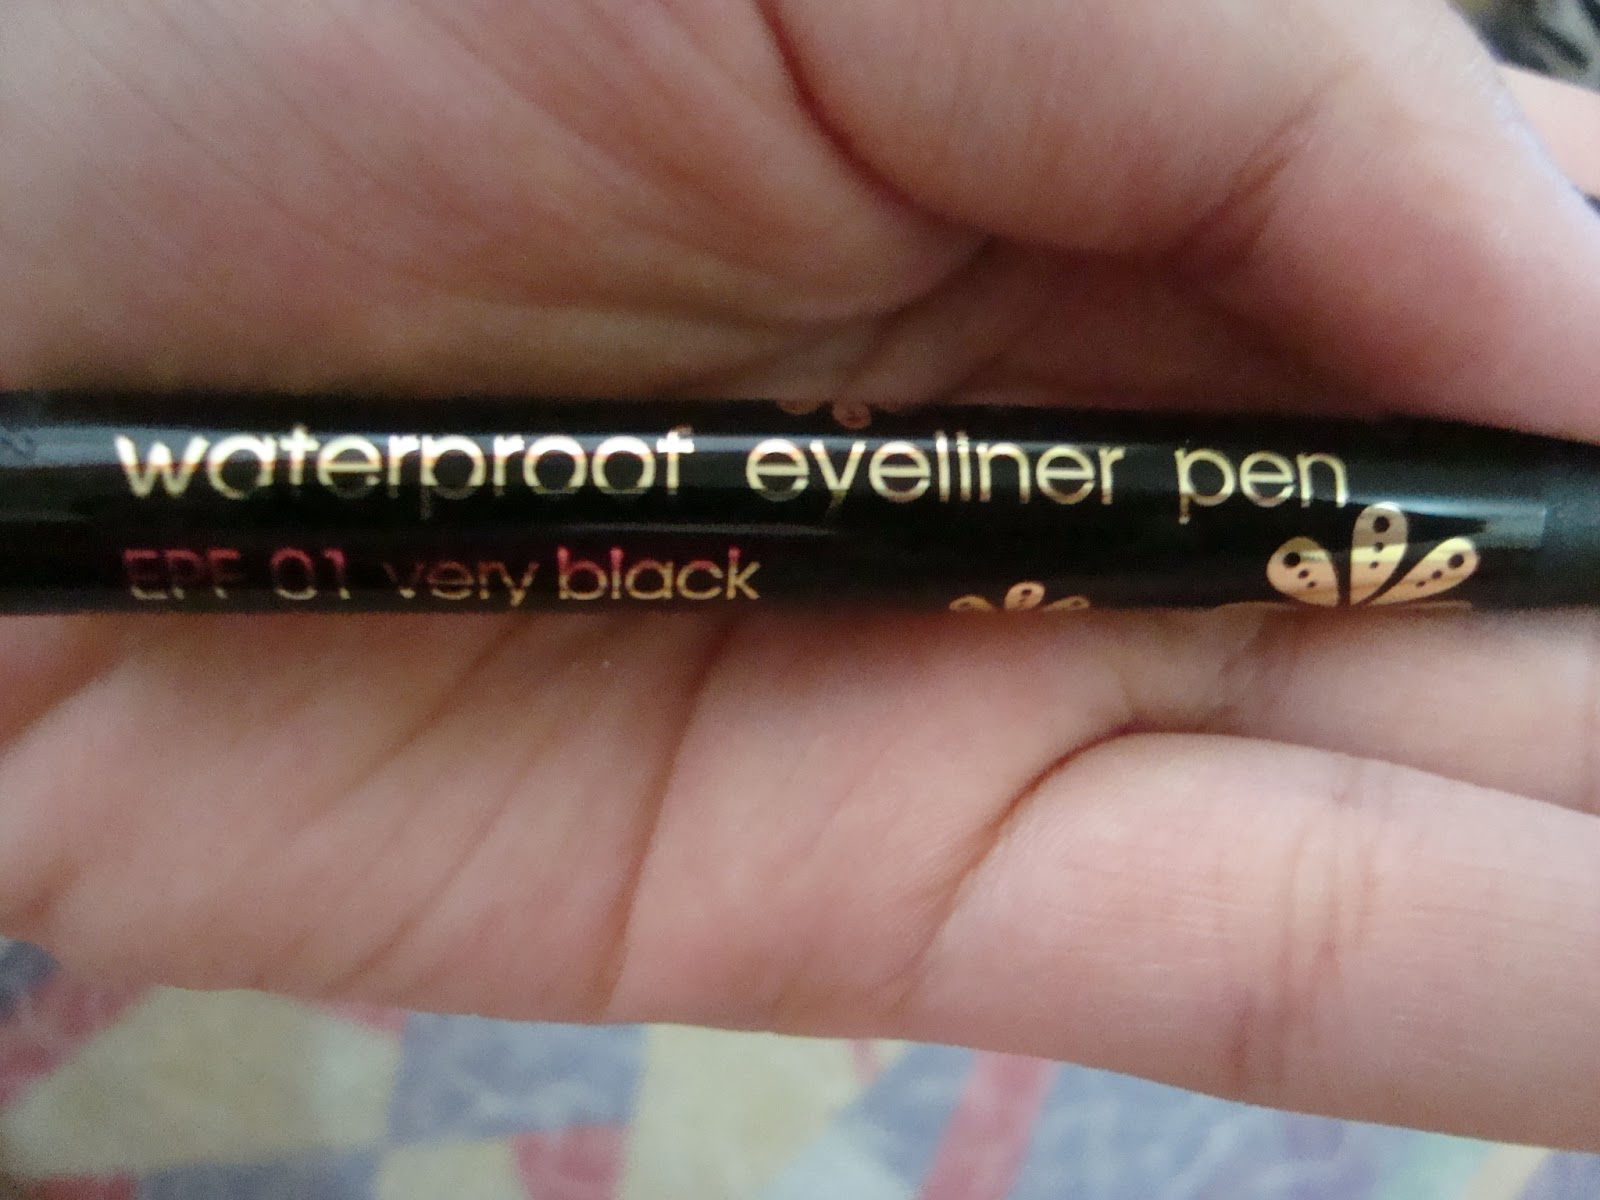 waterproof eyeliner pen
EPF 01 very black